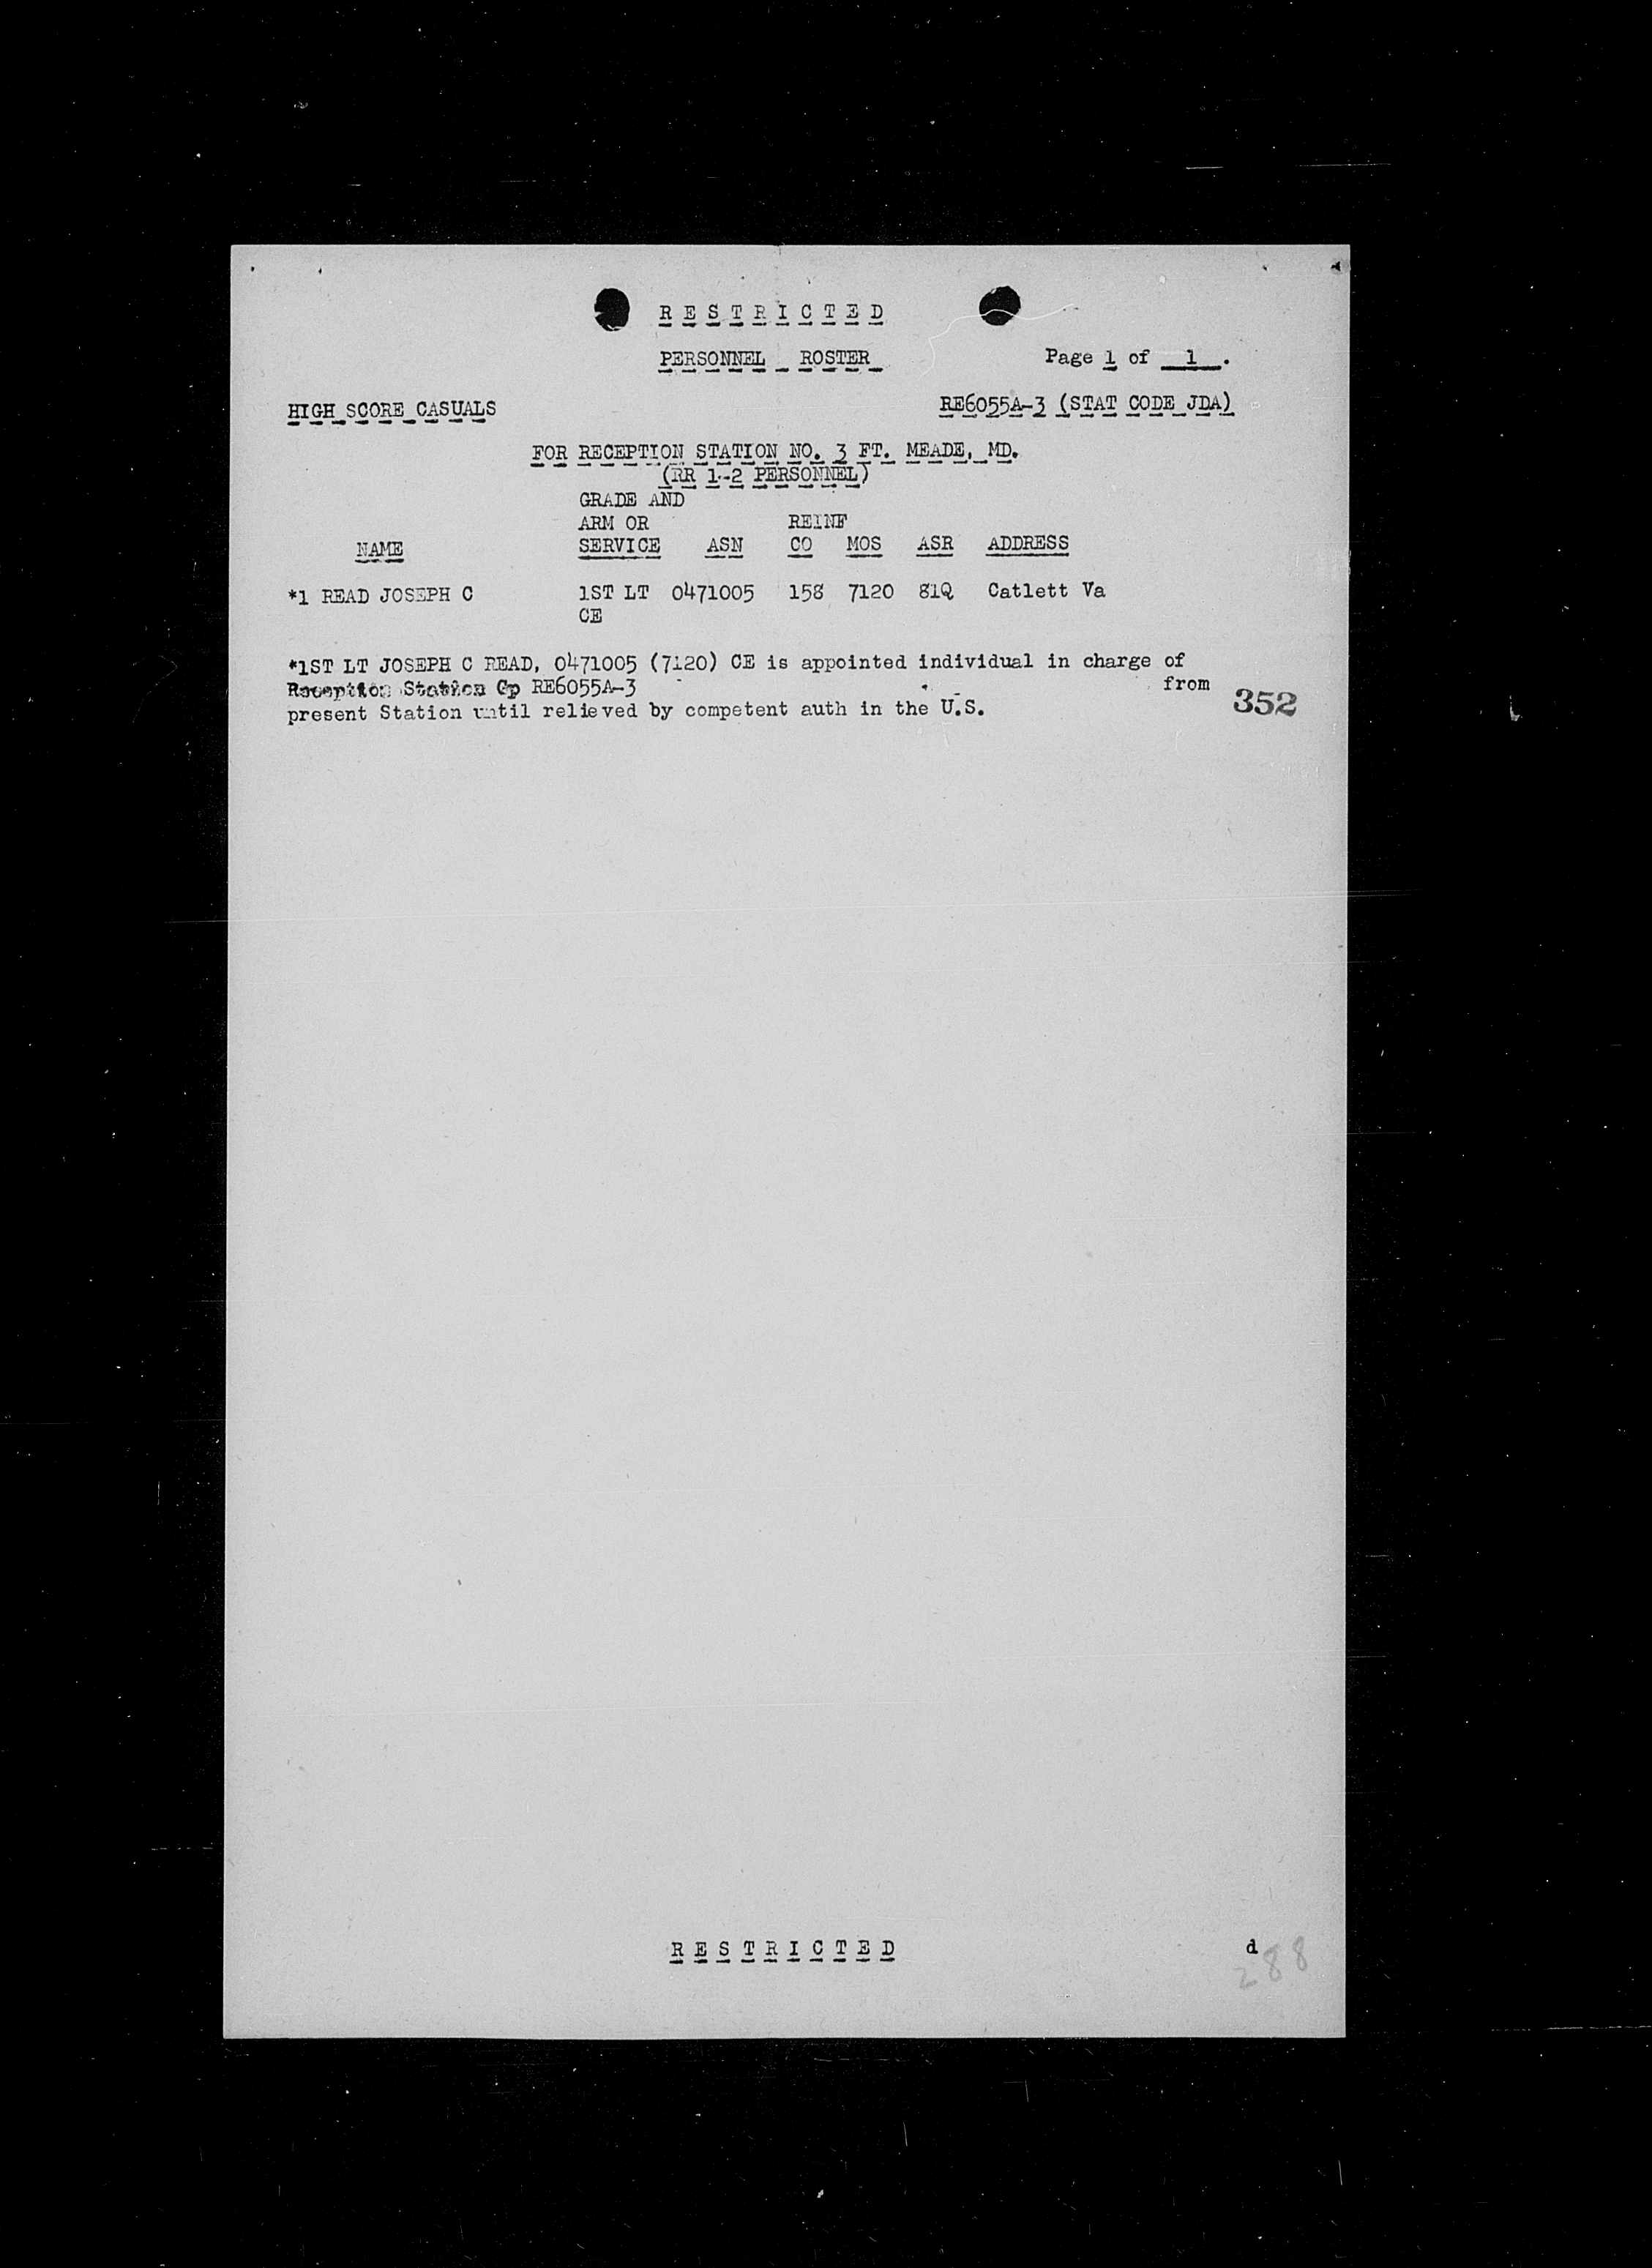 R E S T R I C T E D
PERSONNEL ROSTER Page 1 of 1 .
HIGH SCORE CASUALS RE6055A-3 (STAT CODE JDA)
FOR RECEPTION STATION NO. 3 FT. MEADE, MD.
(RR 1-2 PERSONNEL)
GRADE AND
ARM OR REINF
NAME SERVICE ASN CO MOS ASR ADDRESS
*1 READ JOSEPH C 1ST LT 0471005 158 7120 81Q Catlett Va
CE
*1ST LT JOSEPH C READ, 0471005 (7120) CE is appointed individual in charge of
Reception Station Gp RE6055A-3 from
present Station until relieved by competent auth in the U.S.
352
R E S T R I C T E D d
288